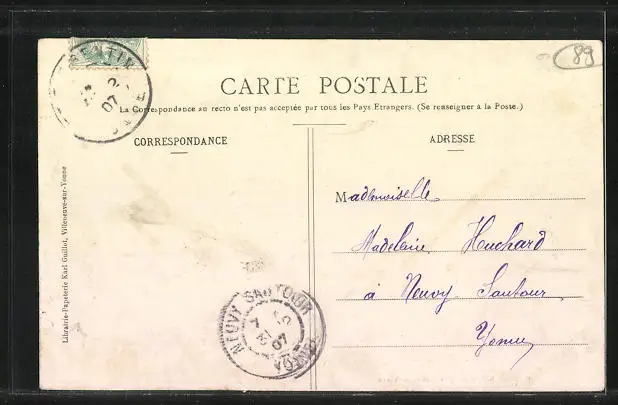 89
CARTE POSTALE
La Correspondance au recto n'est pas acceptée par tous les Pays Etrangers. (Se renseigner à la Poste.)
CORRESPONDANCE
ADRESSE
Mademoiselle
Madeleine Huchard
à Neuvy-Sautour
Yonne
Librairie-Papeterie Karl Guillot, Villeneuve-sur-Yonne
07
NEUVY SAUTOUR
07
YONNE